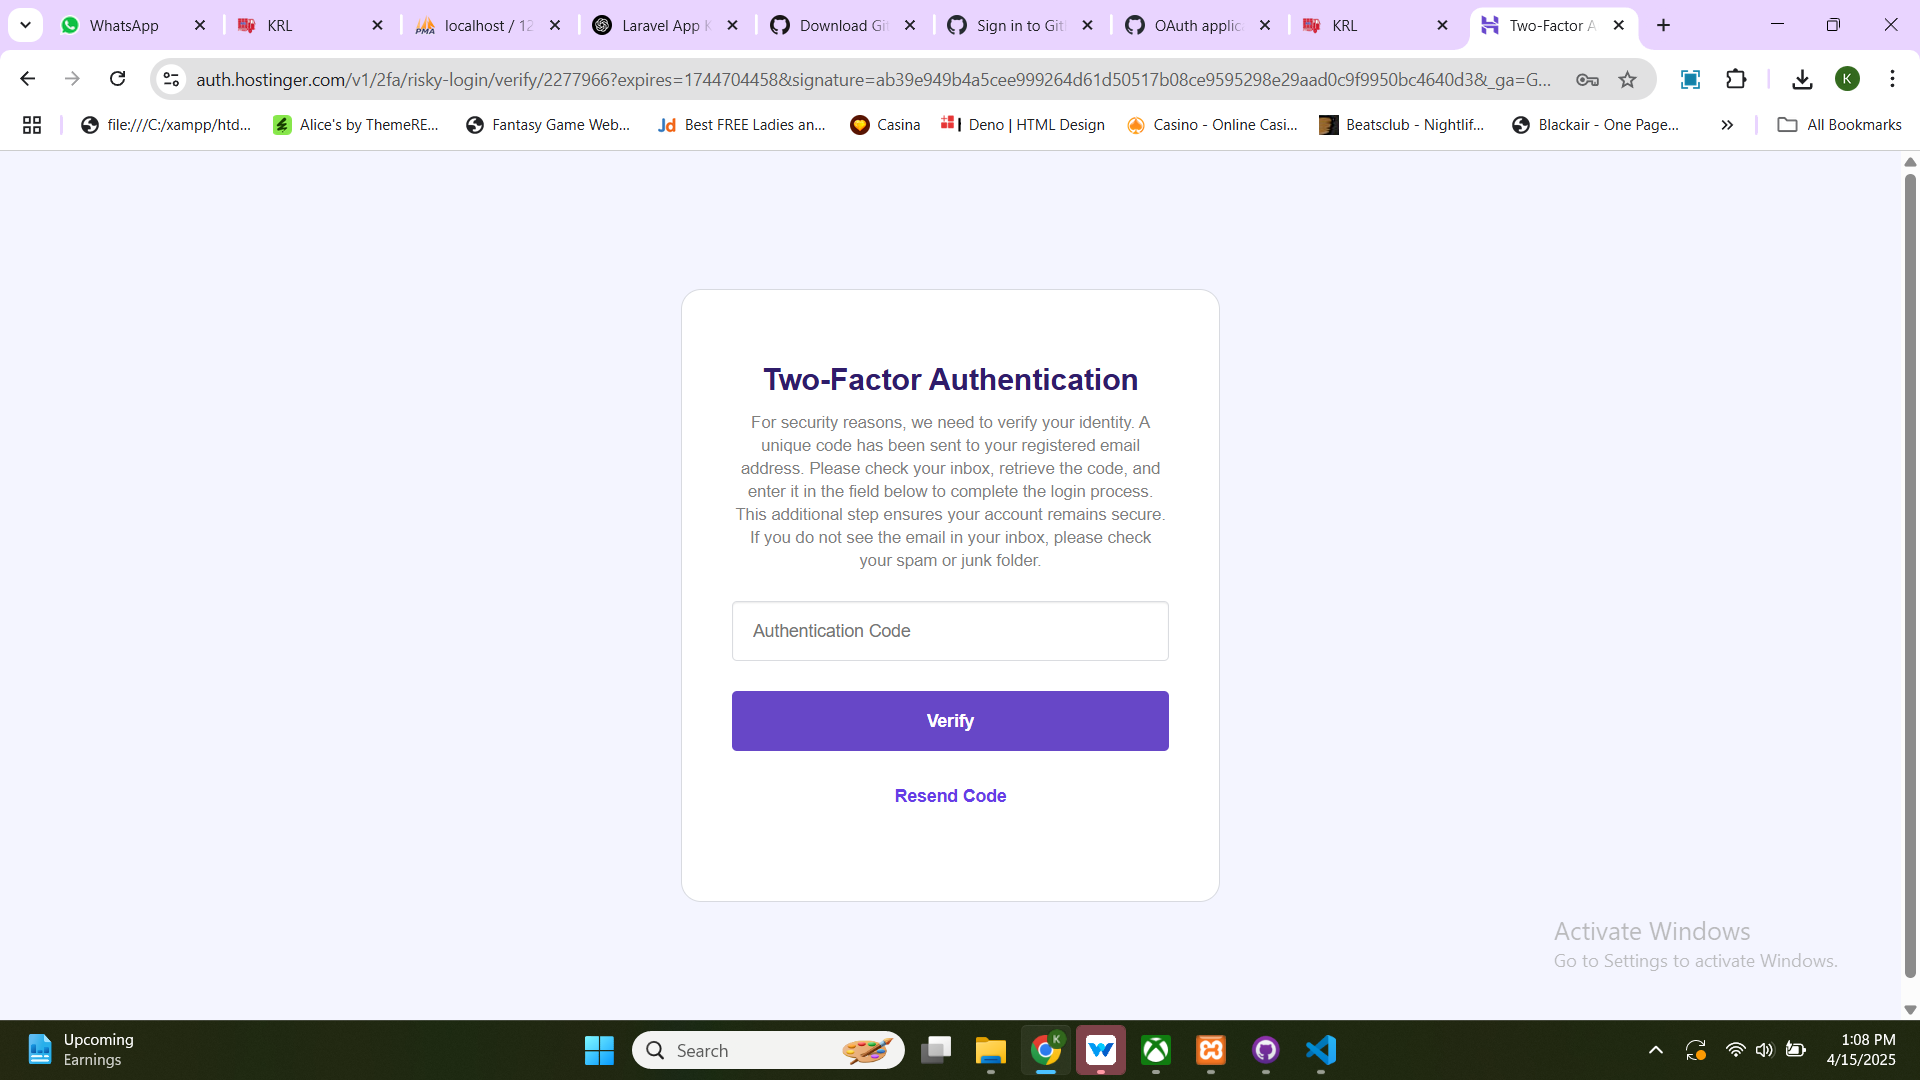 WhatsApp
KRL
localhost / 12
Laravel App K
Download Git
Sign in to Git
OAuth applic
KRL
Two-Factor A
auth.hostinger.com/v1/2fa/risky-login/verify/2277966?expires=1744704458&signature=ab39e949b4a5cee999264d61d50517b08ce9595298e29aad0c9f9950bc4640d3&_ga=G...
K
file:///C:/xampp/htd...
Alice's by ThemeRE...
Fantasy Game Web...
Best FREE Ladies an...
Casina
Deno | HTML Design
Casino - Online Casi...
Beatsclub - Nightlif...
Blackair - One Page...
All Bookmarks
Two-Factor Authentication
For security reasons, we need to verify your identity. A
unique code has been sent to your registered email
address. Please check your inbox, retrieve the code, and
enter it in the field below to complete the login process.
This additional step ensures your account remains secure.
If you do not see the email in your inbox, please check
your spam or junk folder.
Authentication Code
Verify
Resend Code
Activate Windows
Go to Settings to activate Windows.
Upcoming
Earnings
Search
1:08 PM
4/15/2025